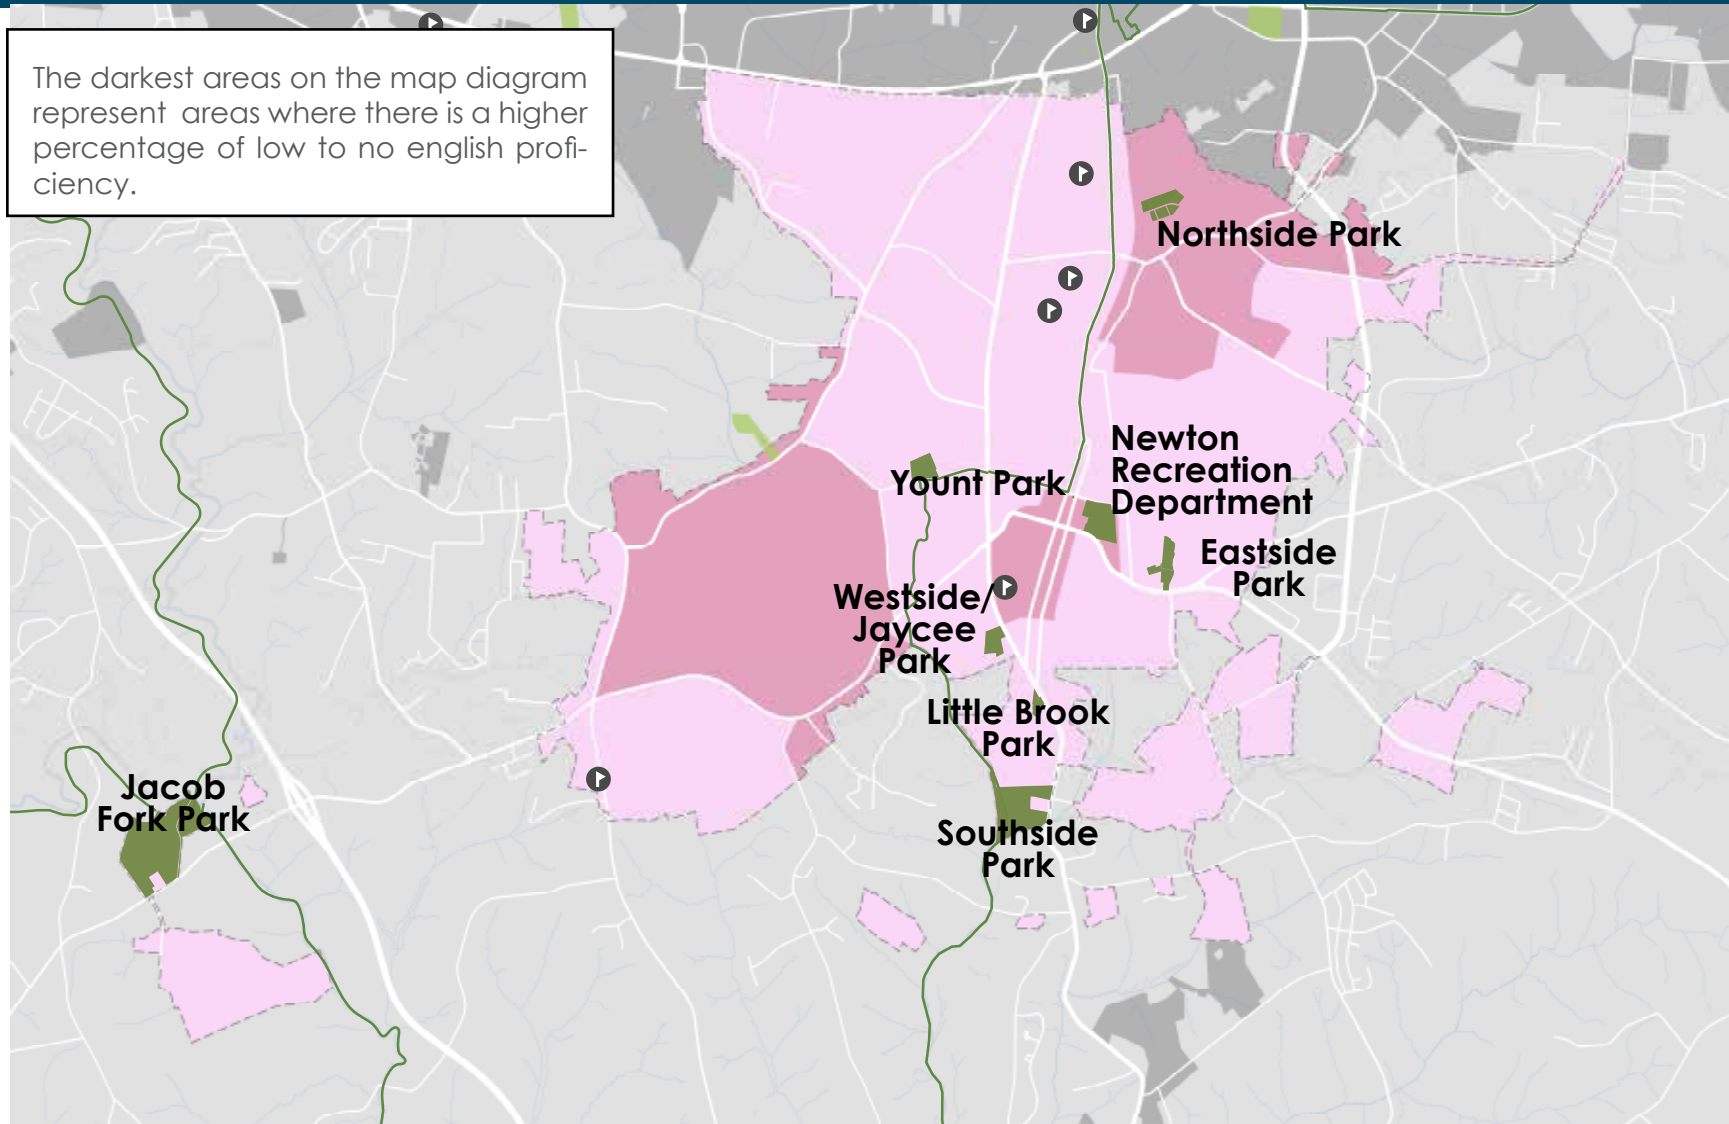 The darkest areas on the map diagram
represent areas where there is a higher
percentage of low to no english profi-
ciency.
Northside Park
Newton
Recreation
Department
Yount Park
Eastside
Park
Westside/
Jaycee
Park
Little Brook
Park
Jacob
Fork Park
Southside
Park